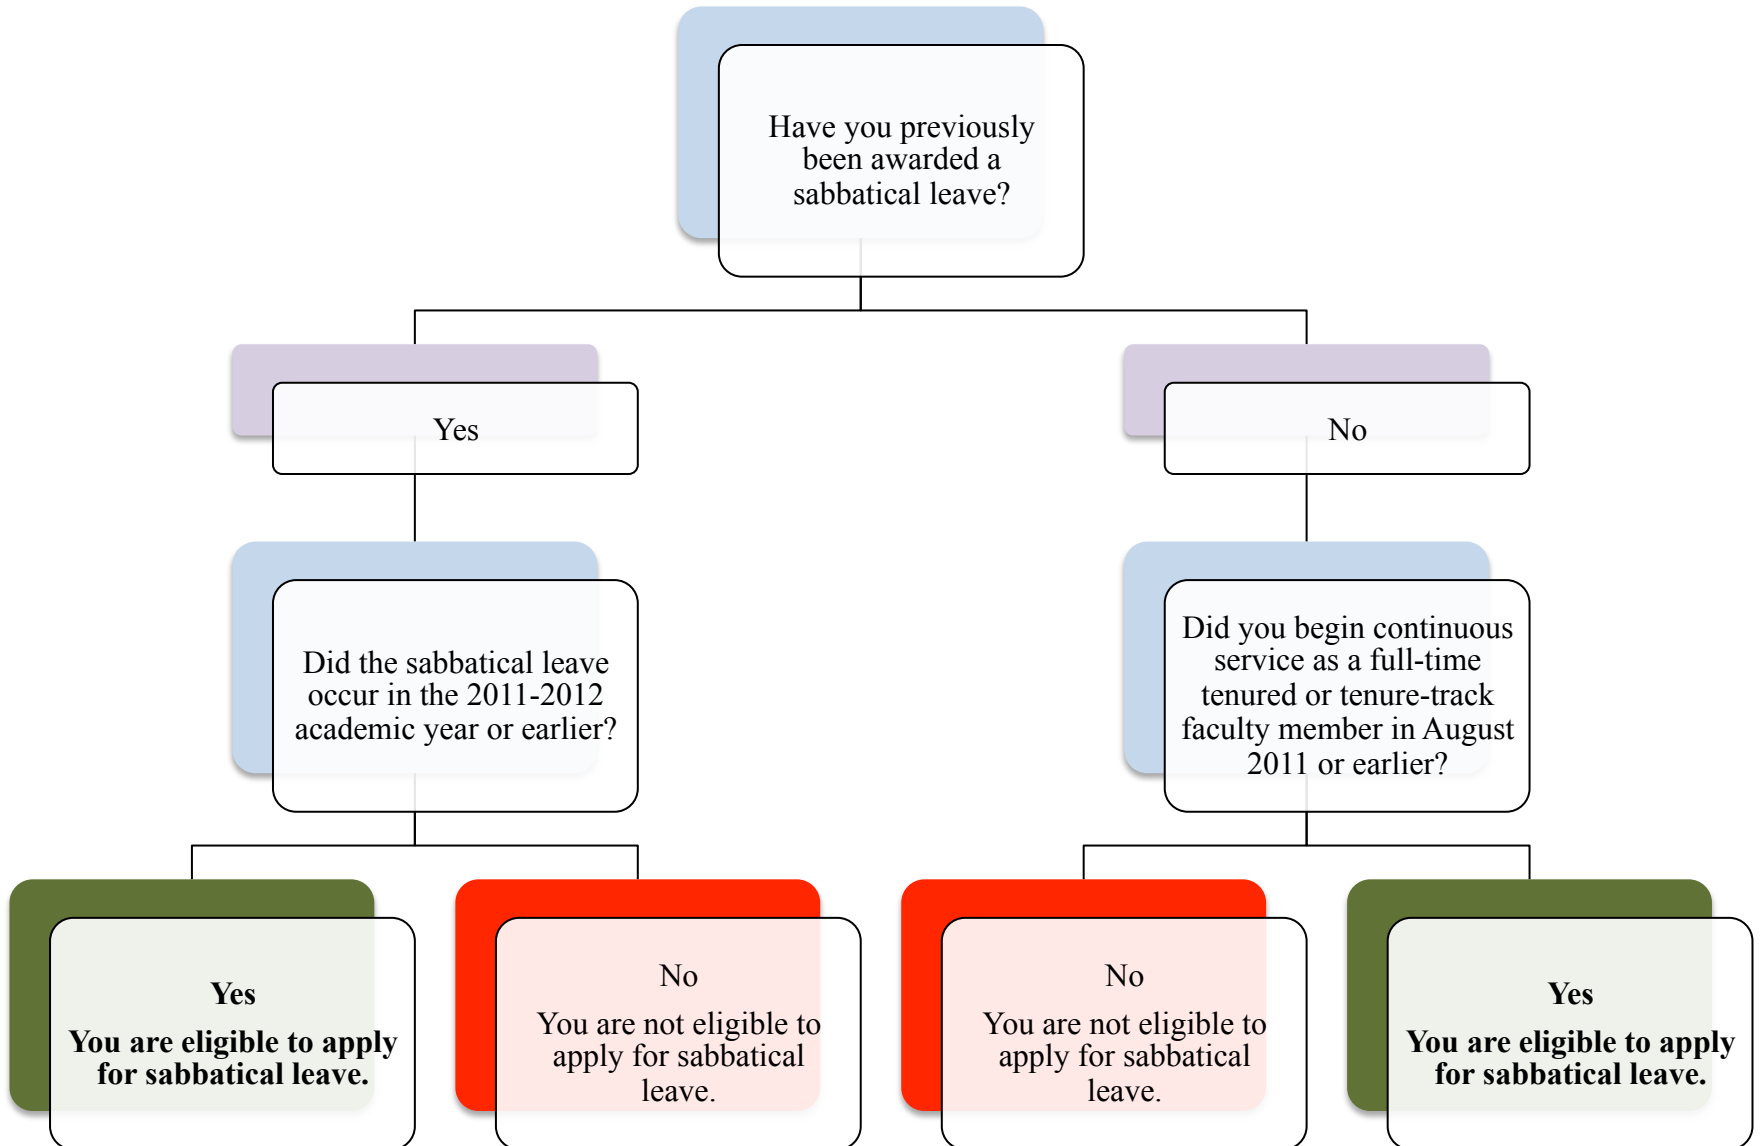 Have you previously
been awarded a
sabbatical leave?
Yes
No
Did the sabbatical leave
occur in the 2011-2012
academic year or earlier?
Did you begin continuous
service as a full-time
tenured or tenure-track
faculty member in August
2011 or earlier?
Yes
You are eligible to apply
for sabbatical leave.
No
You are not eligible to
apply for sabbatical
leave.
No
You are not eligible to
apply for sabbatical
leave.
Yes
You are eligible to apply
for sabbatical leave.